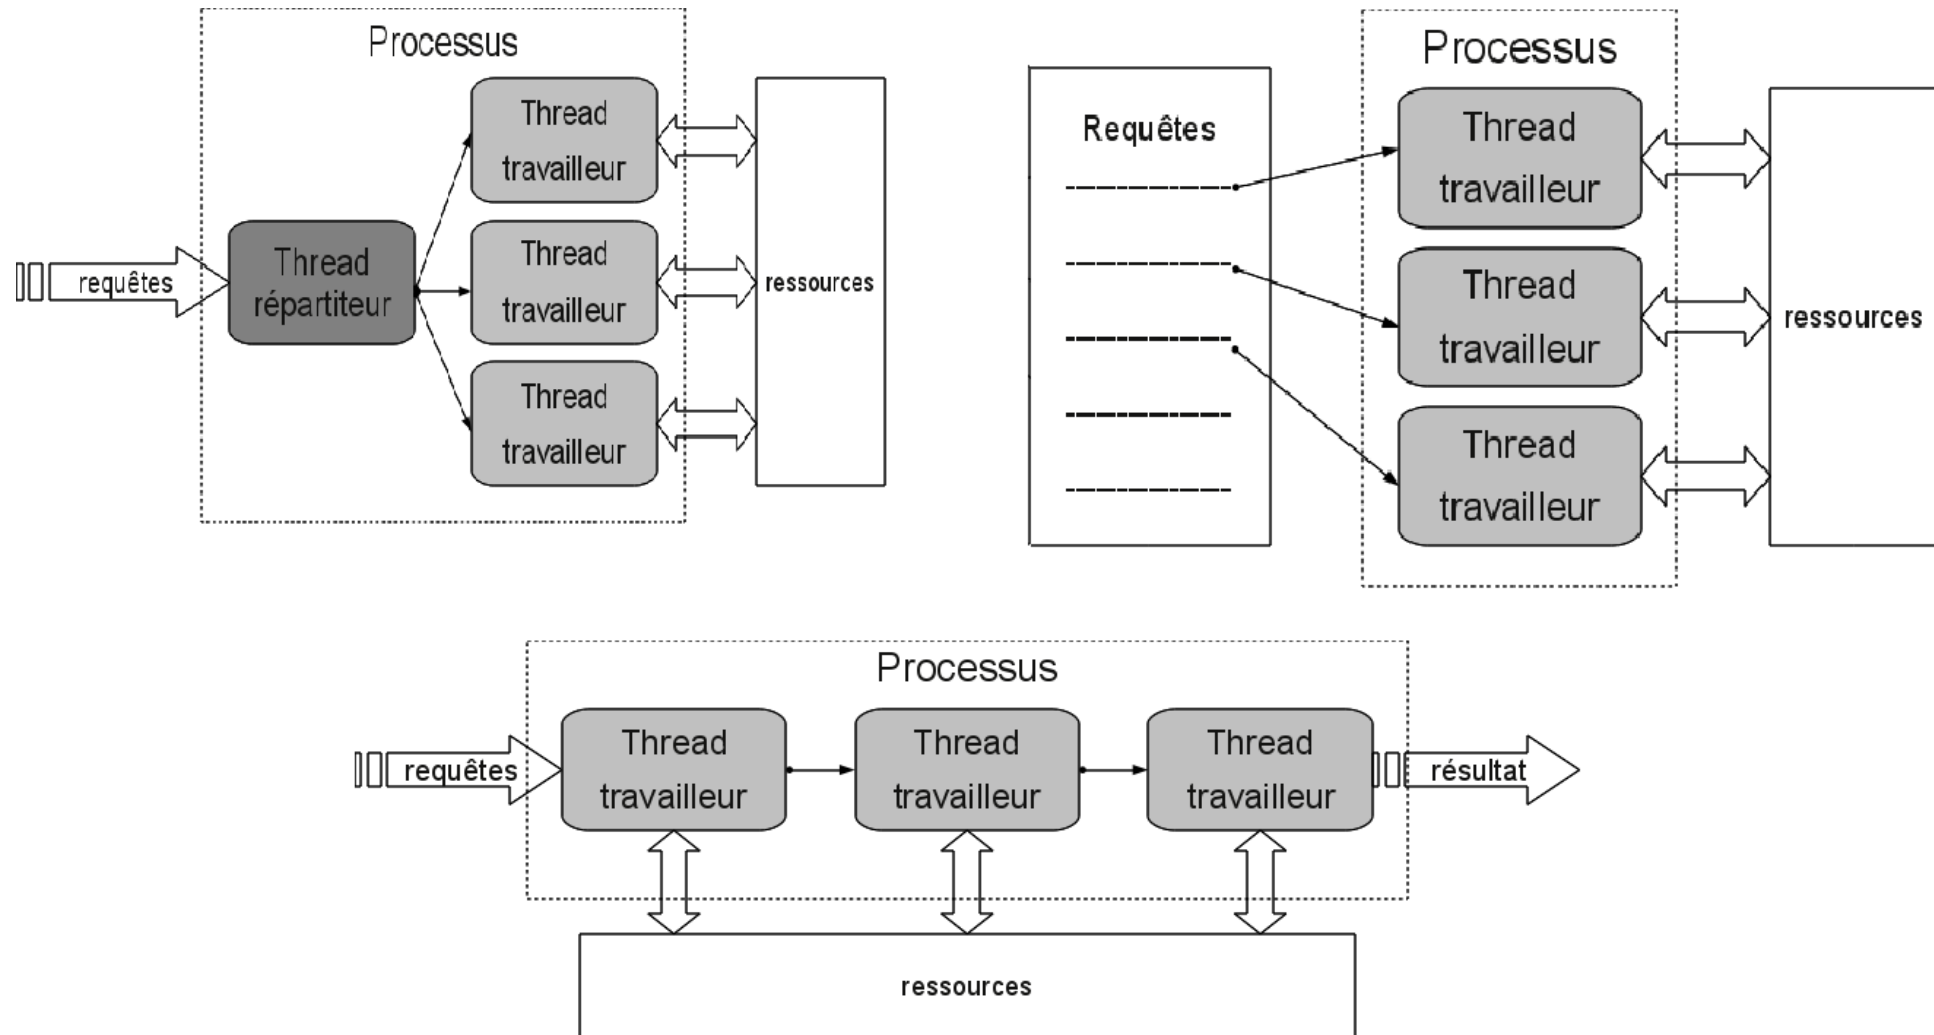 Processus
Thread
travailleur
Thread
travailleur
Thread
travailleur
requêtes
Thread
répartiteur
ressources
Processus
Requêtes
Thread
travailleur
Thread
travailleur
Thread
travailleur
ressources
Processus
requêtes
Thread
travailleur
Thread
travailleur
Thread
travailleur
résultat
ressources